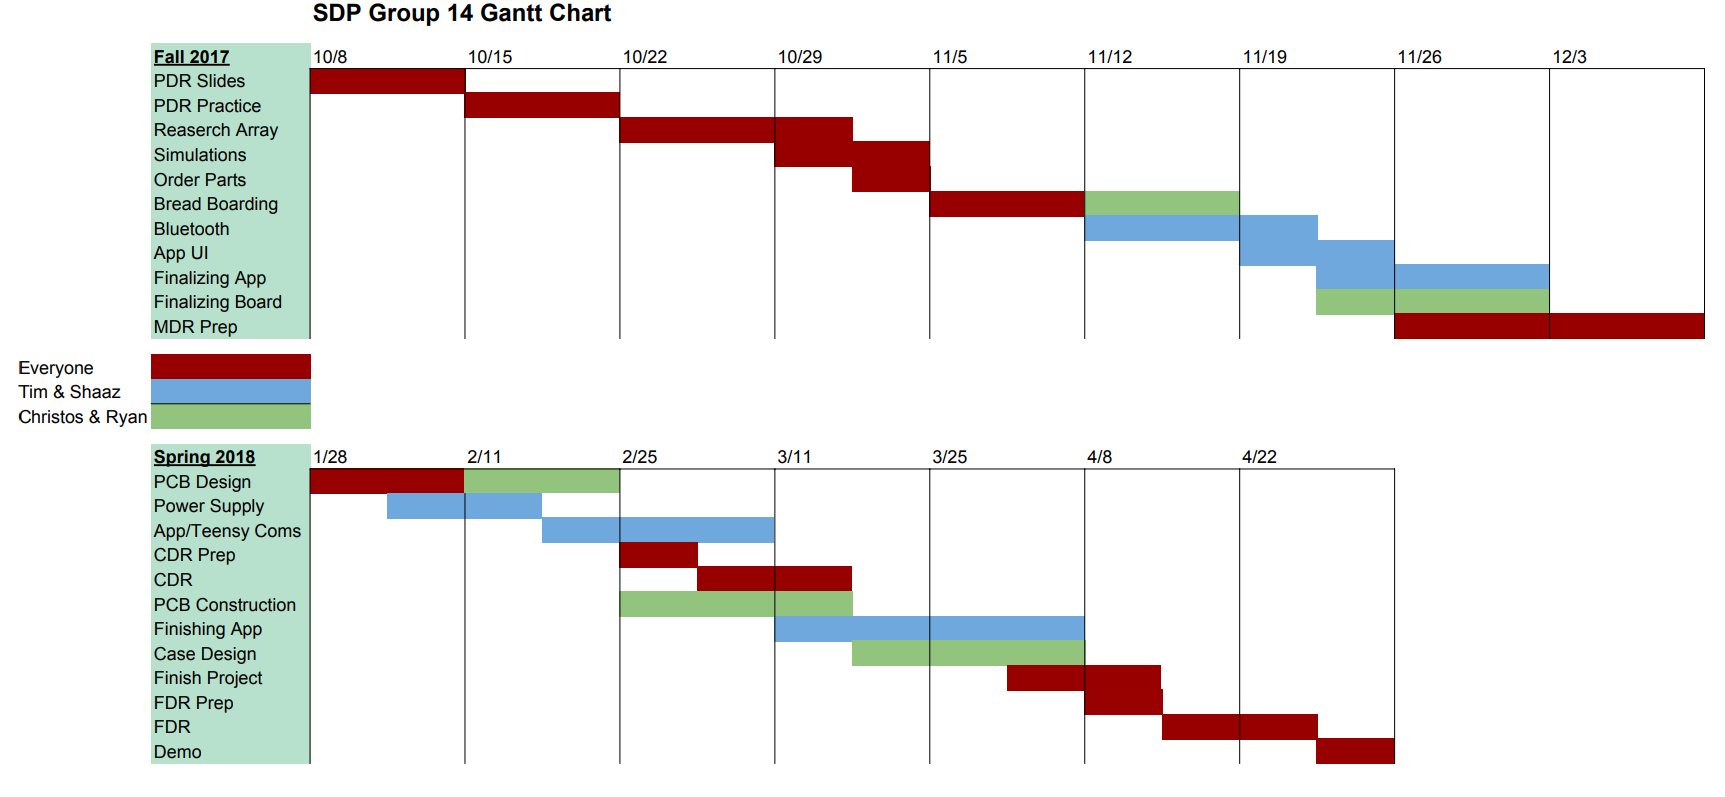 SDP Group 14 Gantt Chart
Fall 2017 10/8 10/15 10/22 10/29 11/5 11/12 11/19 11/26 12/3
PDR Slides
PDR Practice
Reaserch Array
Simulations
Order Parts
Bread Boarding
Bluetooth
App UI
Finalizing App
Finalizing Board
MDR Prep
Everyone
Tim & Shaaz
Christos & Ryan
Spring 2018 1/28 2/11 2/25 3/11 3/25 4/8 4/22
PCB Design
Power Supply
App/Teensy Coms
CDR Prep
CDR
PCB Construction
Finishing App
Case Design
Finish Project
FDR Prep
FDR
Demo